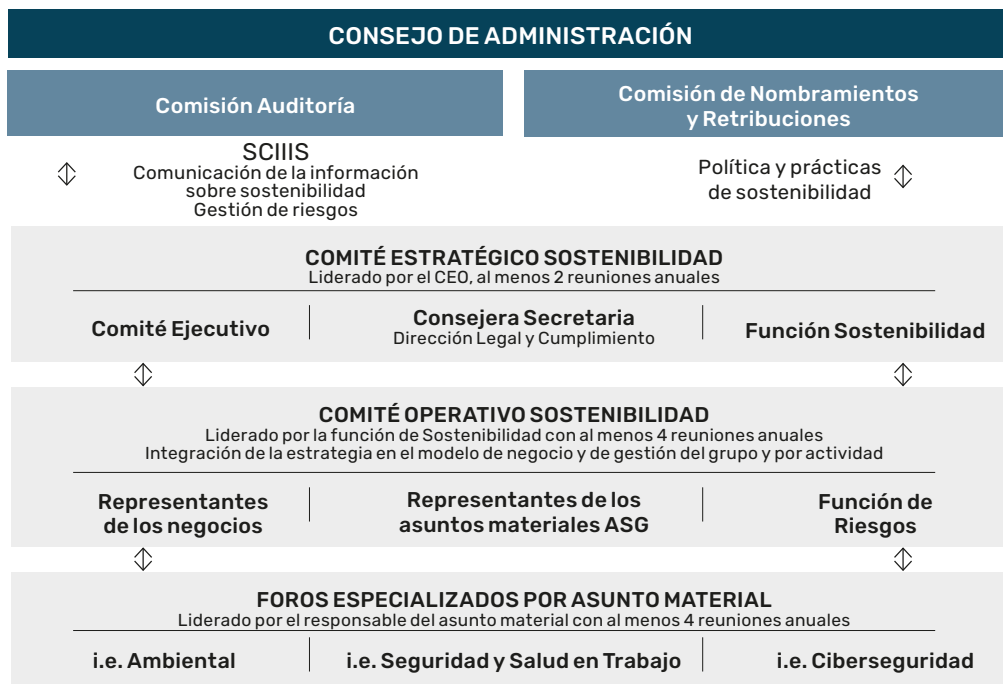 CONSEJO DE ADMINISTRACIÓN
Comisión Auditoría
Comisión de Nombramientos
y Retribuciones
SCIIIS
Comunicación de la información
sobre sostenibilidad
Gestión de riesgos
Política y prácticas
de sostenibilidad
COMITÉ ESTRATÉGICO SOSTENIBILIDAD
Liderado por el CEO, al menos 2 reuniones anuales
Comité Ejecutivo
Consejera Secretaria
Dirección Legal y Cumplimiento
Función Sostenibilidad
COMITÉ OPERATIVO SOSTENIBILIDAD
Liderado por la función de Sostenibilidad con al menos 4 reuniones anuales
Integración de la estrategia en el modelo de negocio y de gestión del grupo y por actividad
Representantes
de los negocios
Representantes de los
asuntos materiales ASG
Función de
Riesgos
FOROS ESPECIALIZADOS POR ASUNTO MATERIAL
Liderado por el responsable del asunto material con al menos 4 reuniones anuales
i.e. Ambiental
i.e. Seguridad y Salud en Trabajo
i.e. Ciberseguridad